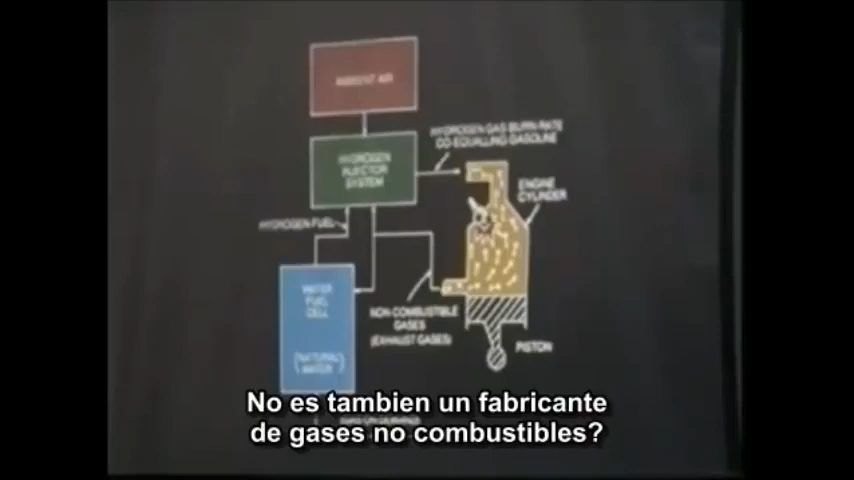 AMBIENT AIR
HYDROGEN GAS BURN RATE
CO-EQUALLING GASOLINE
HYDROGEN
INJECTOR
SYSTEM
ENGINE
CYLINDER
HYDROGEN FUEL
WATER
FUEL
CELL
(NATURAL
WATER)
NON-COMBUSTIBLE
GASES
(EXHAUST GASES)
PISTON
No es tambien un fabricante
de gases no combustibles?